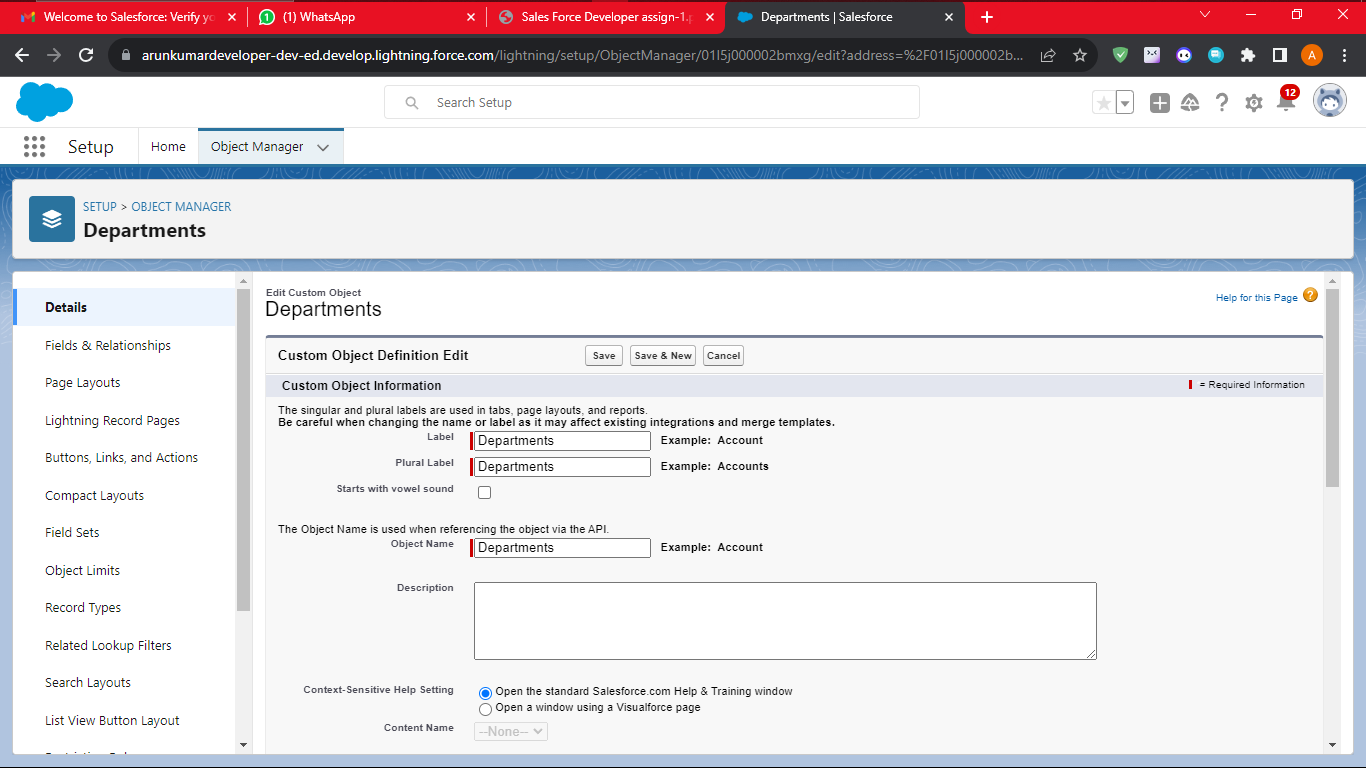 Welcome to Salesforce: Verify yo
(1) WhatsApp
Sales Force Developer assign-1.p
Departments | Salesforce
arunkumardeveloper-dev-ed.develop.lightning.force.com/lightning/setup/ObjectManager/01I5j000002bmxg/edit?address=%2F01I5j000002b...
A
Search Setup
12
Setup
Home
Object Manager
SETUP > OBJECT MANAGER
Departments
Details
Fields & Relationships
Page Layouts
Lightning Record Pages
Buttons, Links, and Actions
Compact Layouts
Field Sets
Object Limits
Record Types
Related Lookup Filters
Search Layouts
List View Button Layout
Edit Custom Object
Departments
Help for this Page
Custom Object Definition Edit
Save
Save & New
Cancel
Custom Object Information
= Required Information
The singular and plural labels are used in tabs, page layouts, and reports.
Be careful when changing the name or label as it may affect existing integrations and merge templates.
Label Departments Example: Account
Plural Label Departments Example: Accounts
Starts with vowel sound
The Object Name is used when referencing the object via the API.
Object Name Departments Example: Account
Description
Context-Sensitive Help Setting Open the standard Salesforce.com Help & Training window
Open a window using a Visualforce page
Content Name --None--